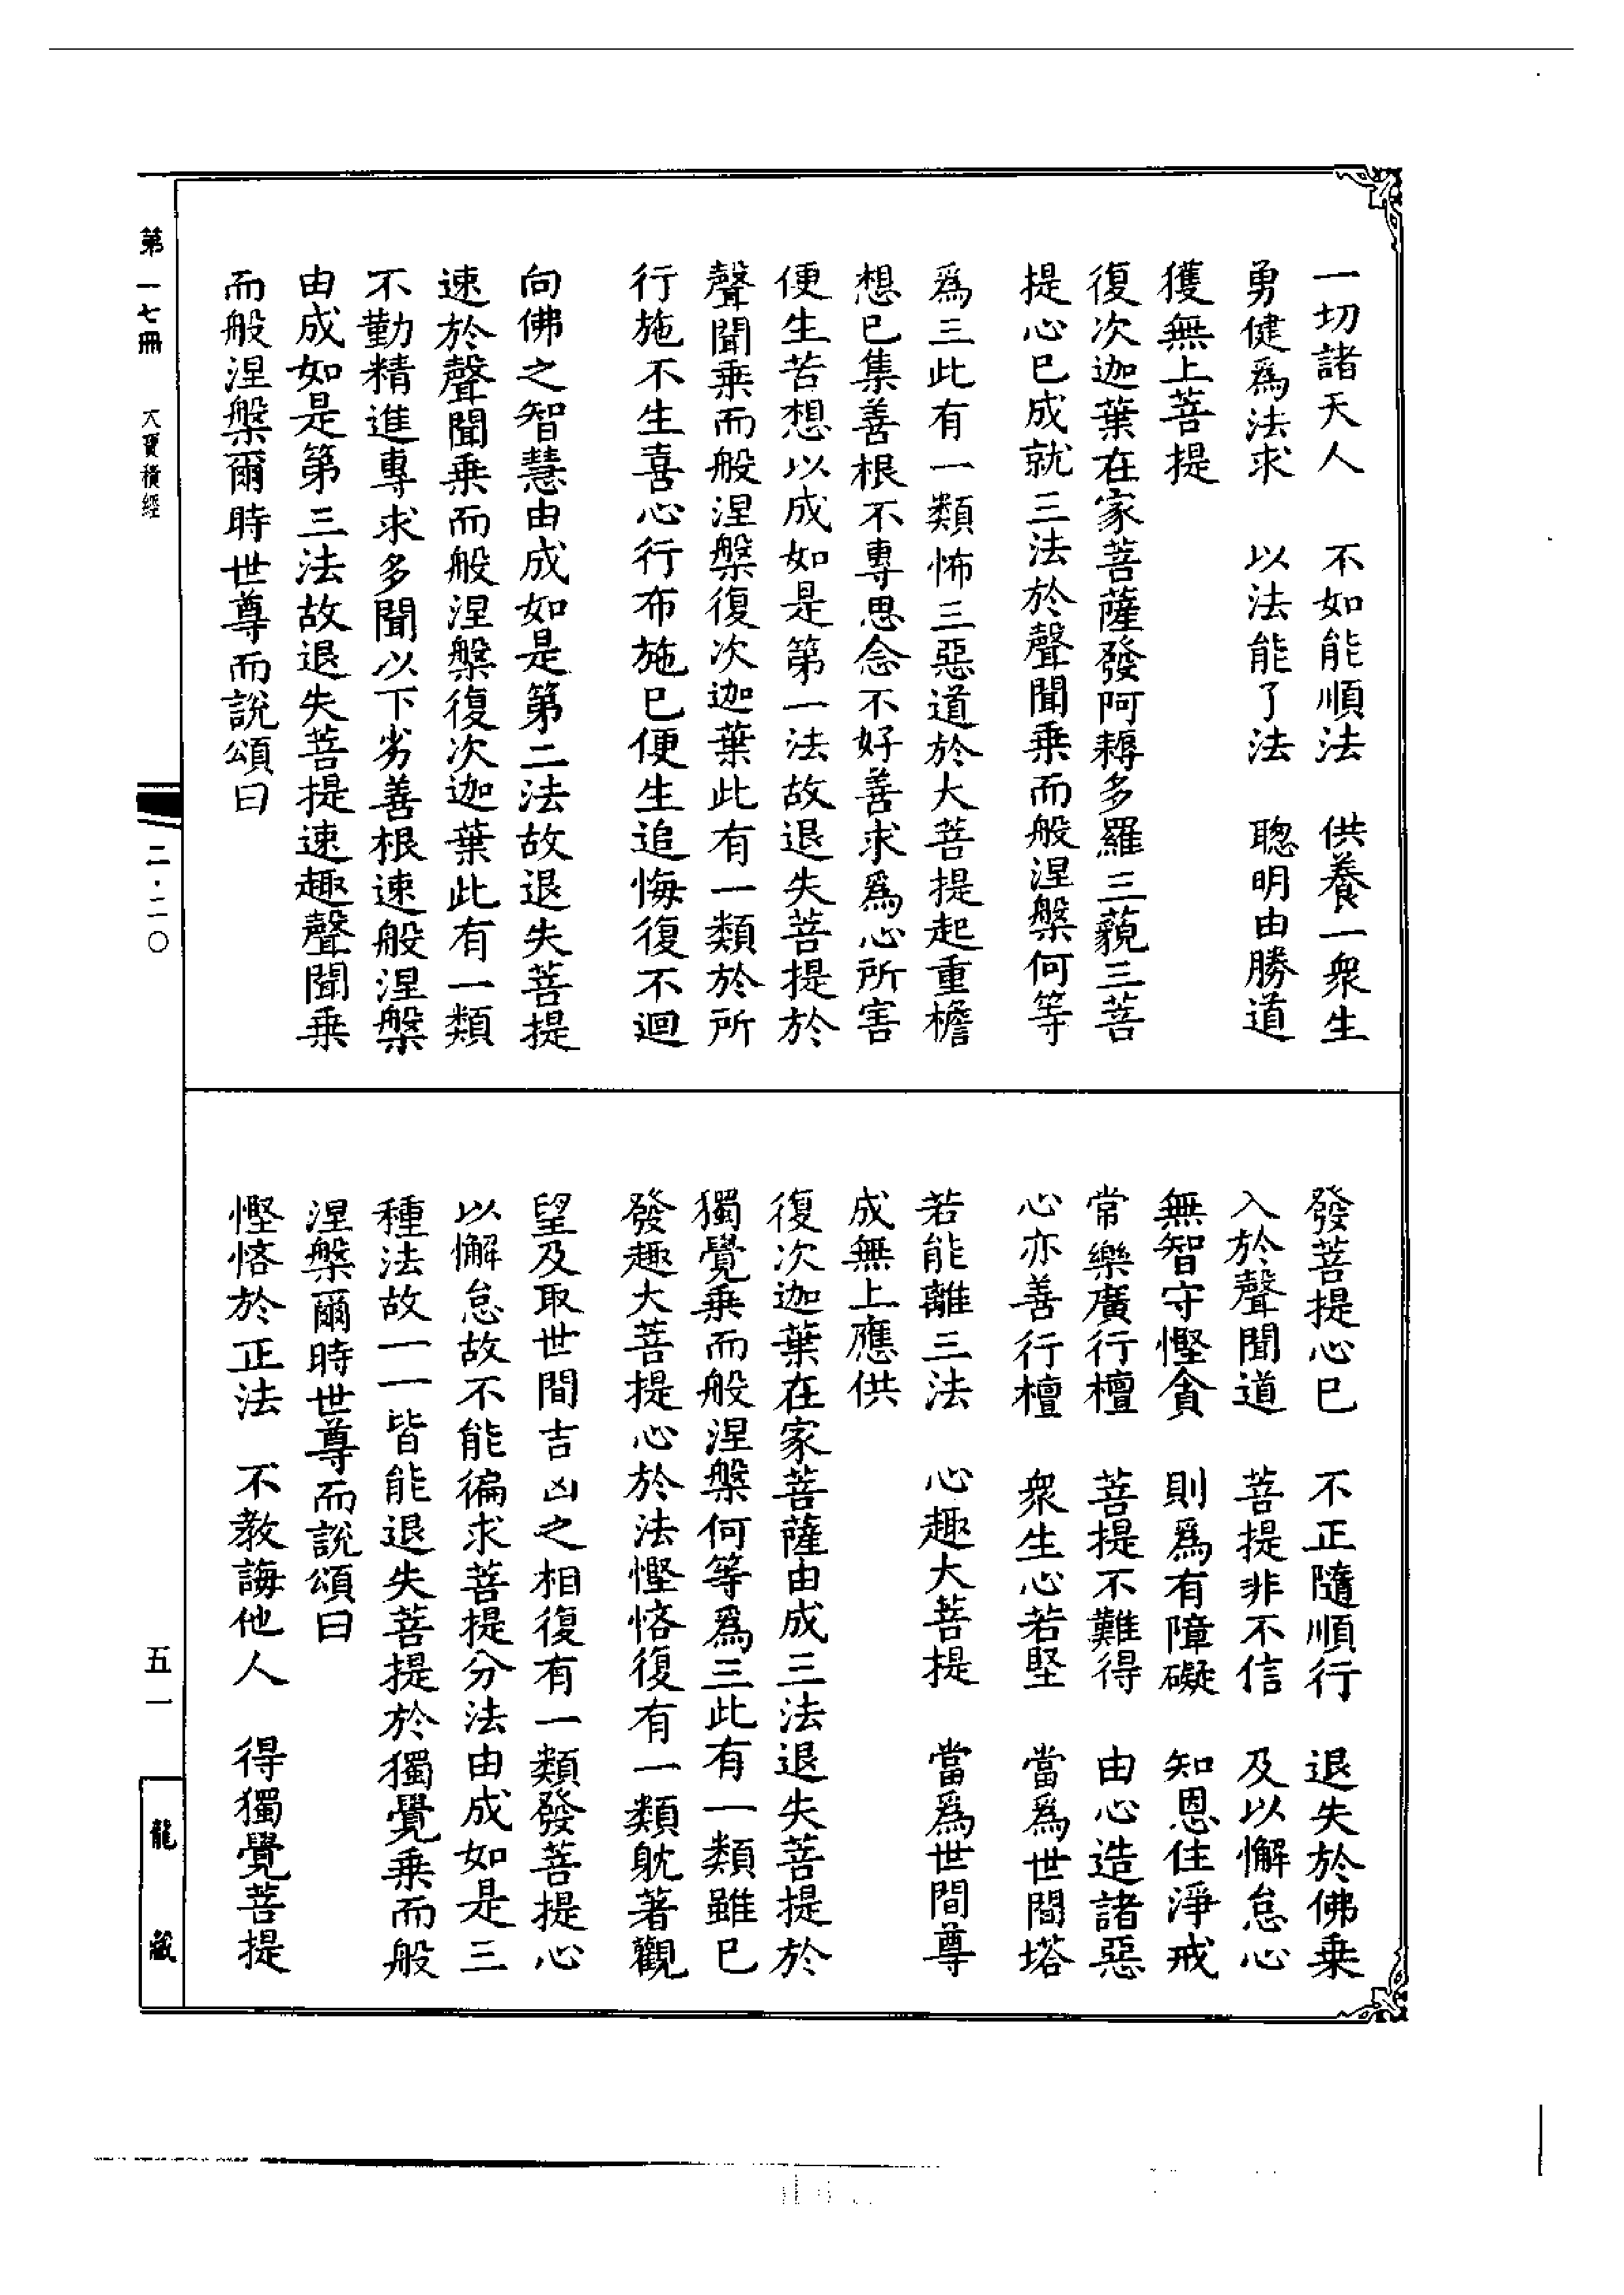 一切諸天人　不如能順法　供養一衆生
勇健爲法求　以法能了法　聰明由勝道
獲無上菩提
復次迦葉在家菩薩發阿耨多羅三藐三菩
提心已成就三法於聲聞乗而般涅槃何等
爲三此有一類怖三惡道於大菩提起重檐
想已集善根不專思念不好善求爲心所害
便生苦想以成如是第一法故退失菩提於
聲聞乗而般涅槃復次迦葉此有一類於所
行施不生喜心行布施已便生追悔復不迴
向佛之智慧由成如是第二法故退失菩提
速於聲聞乗而般涅槃復次迦葉此有一類
不勤精進專求多聞以下劣善根速般涅槃
由成如是第三法故退失菩提速趣聲聞乗
而般涅槃爾時世尊而説頌曰
發菩提心已　不正隨順行　退失於佛乗
入於聲聞道　菩提非不信　及以懈怠心
無智守慳貪　則爲有障礙　知恩住淨戒
常樂廣行檀　菩提不難得　由心造諸惡
心亦善行檀　衆生心若堅　當爲世間塔
若能離三法　心趣大菩提　當爲世間尊
成無上應供
復次迦葉在家菩薩由成三法退失菩提於
獨覺乗而般涅槃何等爲三此有一類雖已
發趣大菩提心於法慳悋復有一類躭著觀
望及取世間吉凶之相復有一類發菩提心
以懈怠故不能徧求菩提分法由成如是三
種法故一一皆能退失菩提於獨覺乗而般
涅槃爾時世尊而説頌曰
慳悋於正法　不教誨他人　得獨覺菩提
第一七冊　大寳積經
二·二〇
五一
龍藏